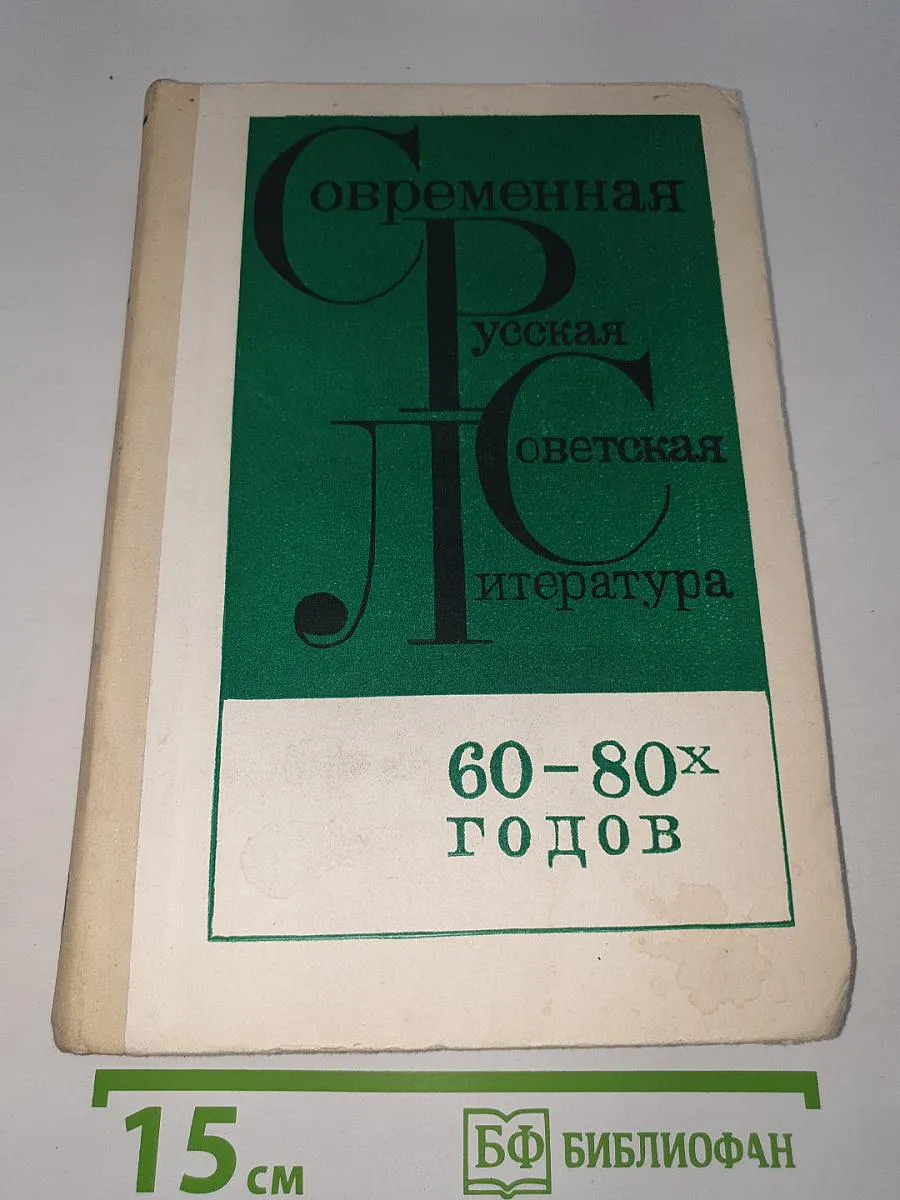 Современная
Русская
Советская
Литература
60-80х
годов
15 см
БФ БИБЛИОФАН